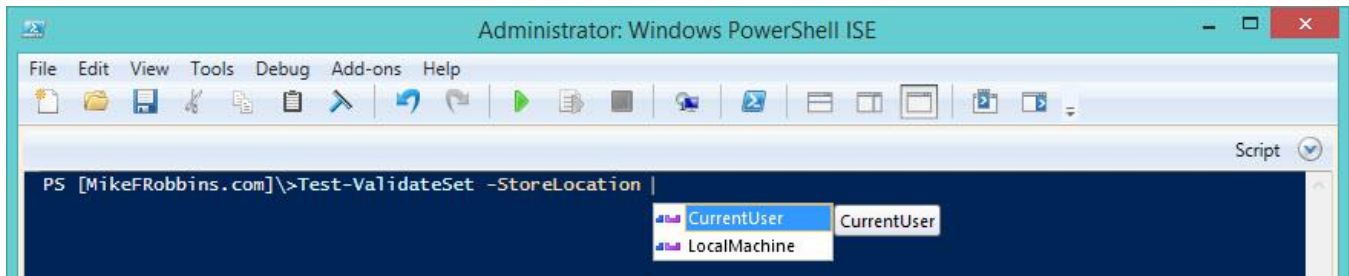 Administrator: Windows PowerShell ISE
File Edit View Tools Debug Add-ons Help
Script
PS [MikeFRobbins.com]\>Test-ValidateSet -StoreLocation
CurrentUser CurrentUser
LocalMachine